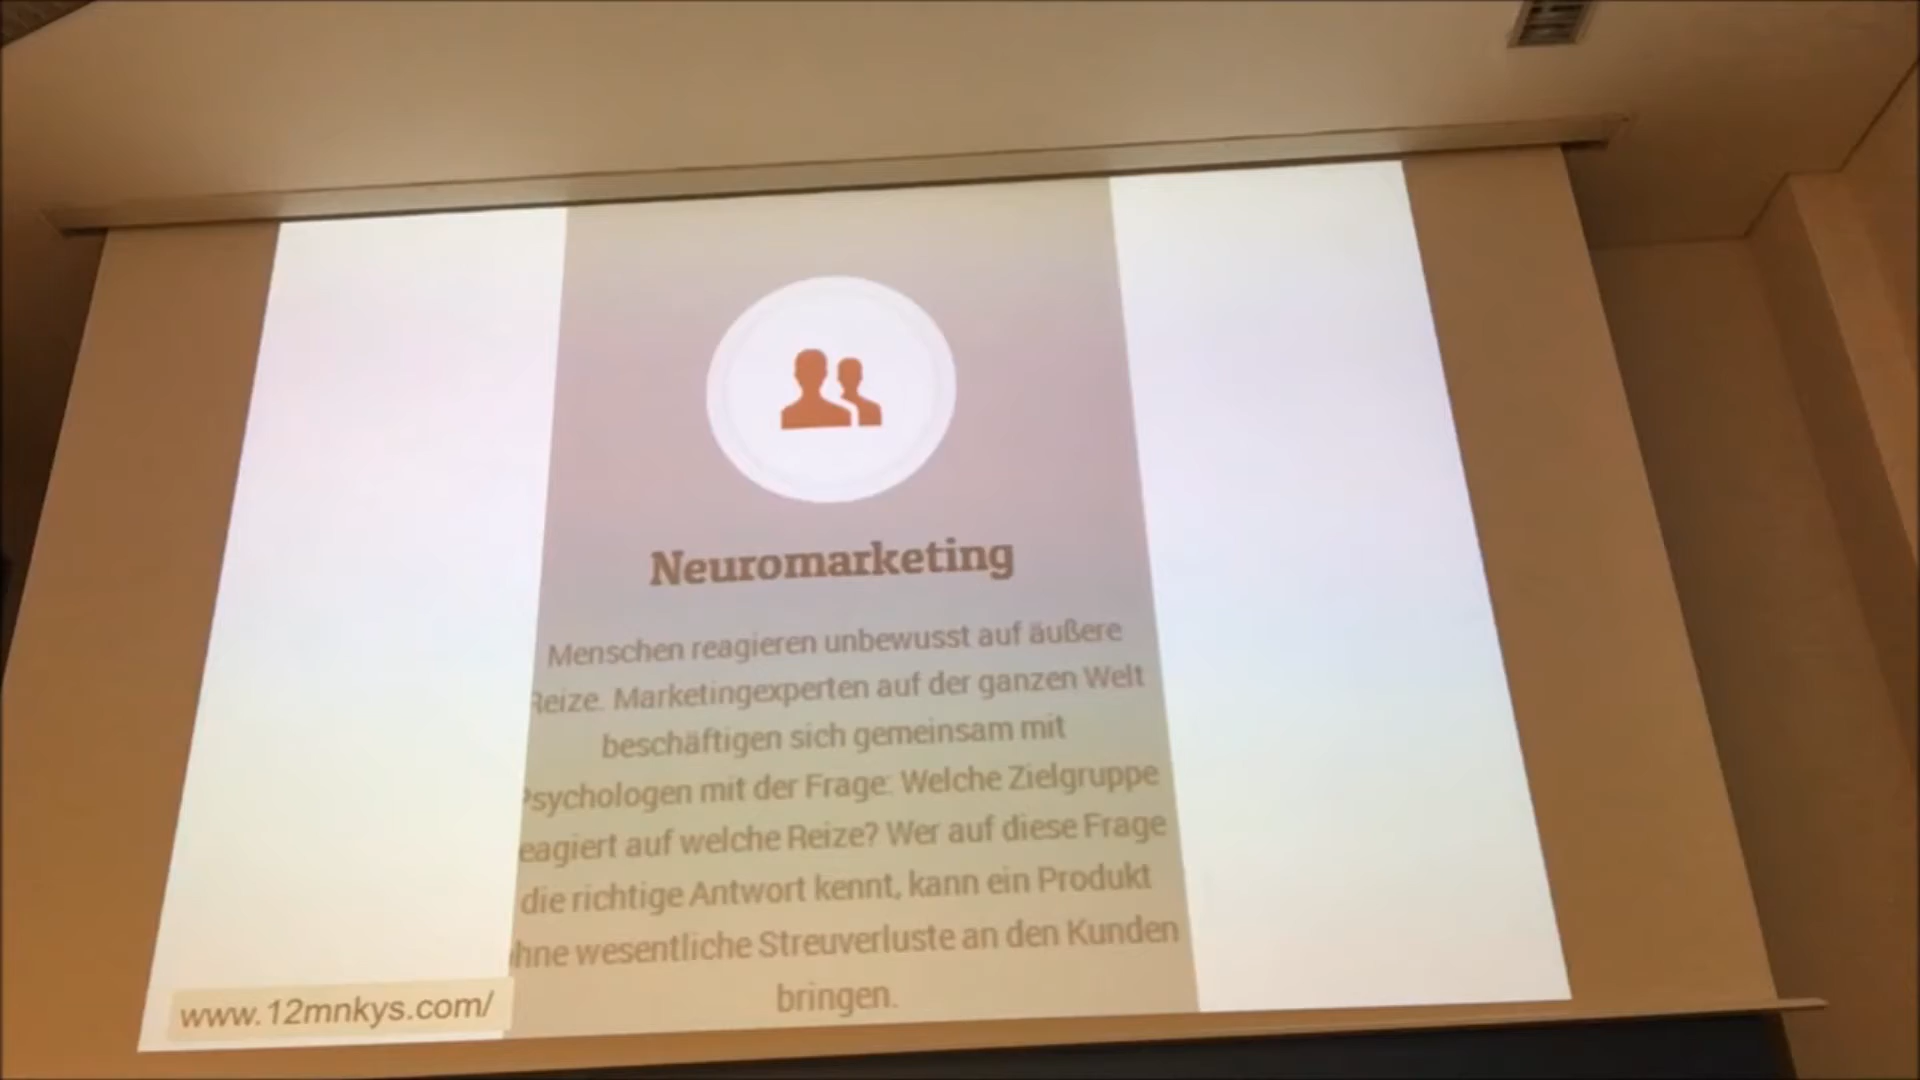 Neuromarketing
Menschen reagieren unbewusst auf äußere
Reize. Marketingexperten auf der ganzen Welt
beschäftigen sich gemeinsam mit
Psychologen mit der Frage: Welche Zielgruppe
eagiert auf welche Reize? Wer auf diese Frage
die richtige Antwort kennt, kann ein Produkt
hne wesentliche Streuverluste an den Kunden
bringen.
www.12mnkys.com/